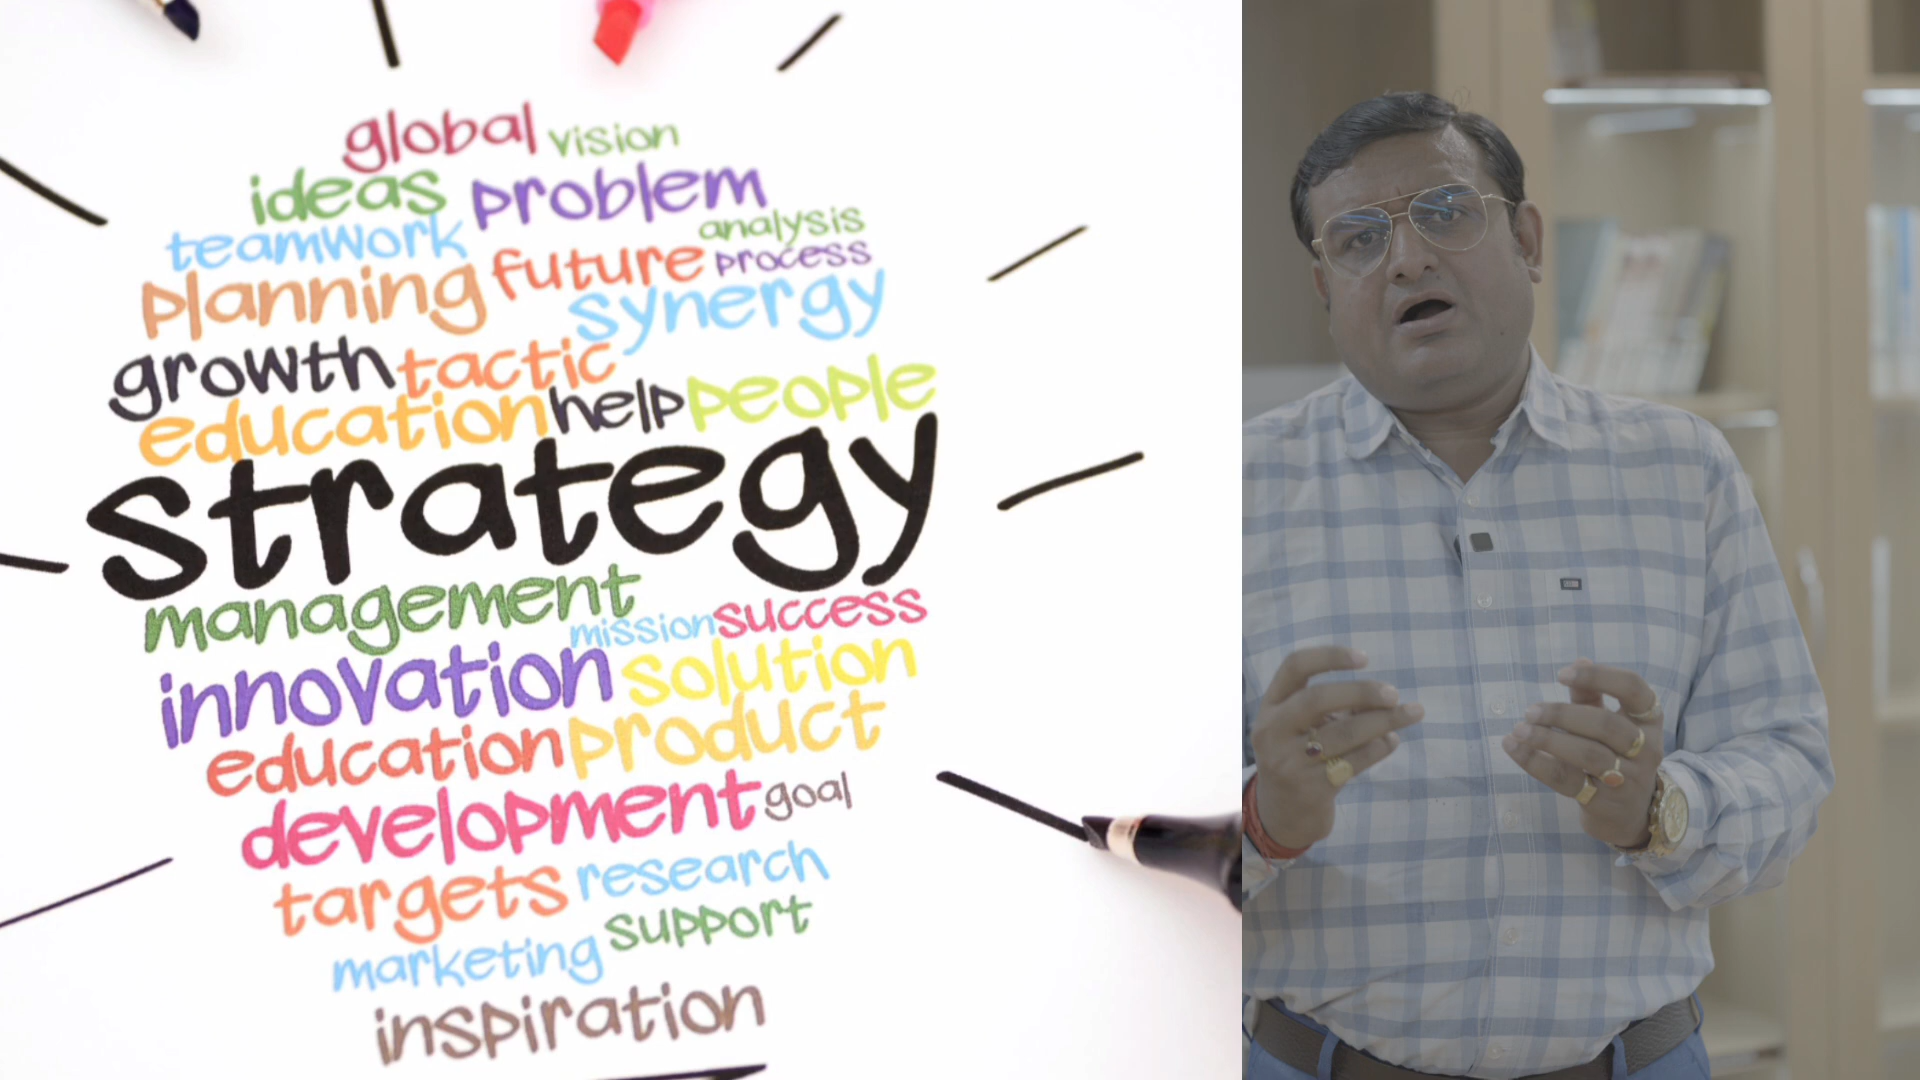 global vision
ideas problem
teamwork analysis
planning future process
synergy
growth tactic
education help people
strategy
management
mission success
innovation solution
education product
development goal
targets research
marketing support
inspiration